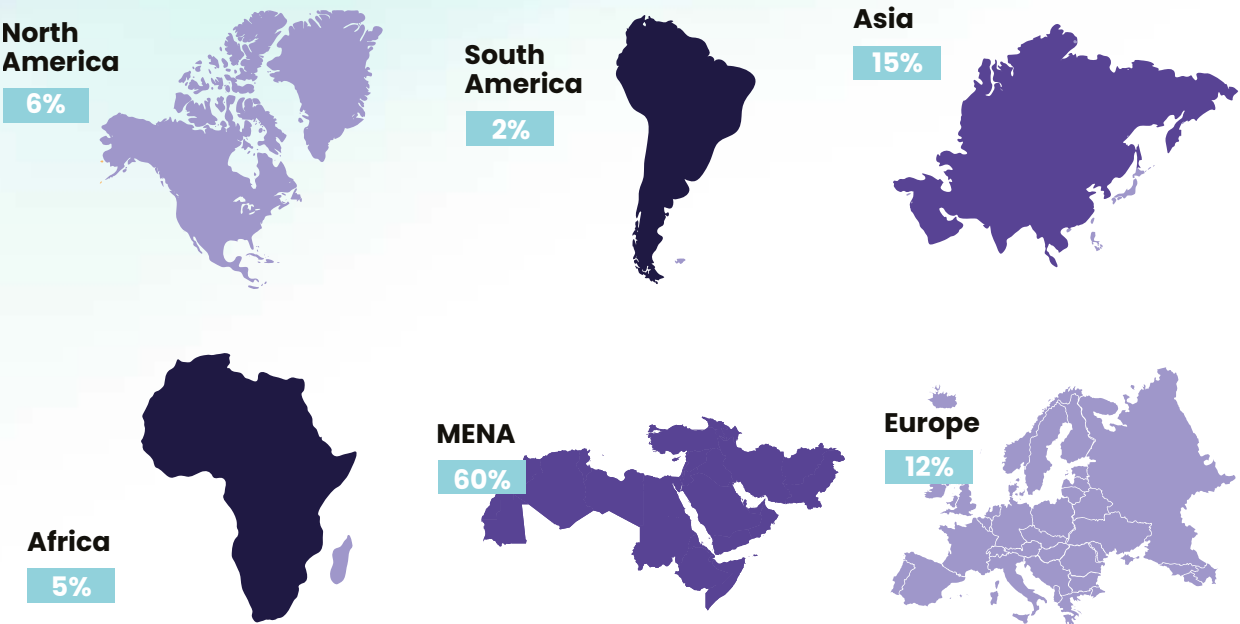 North
America
6%
South
America
2%
Asia
15%
Africa
5%
MENA
60%
Europe
12%